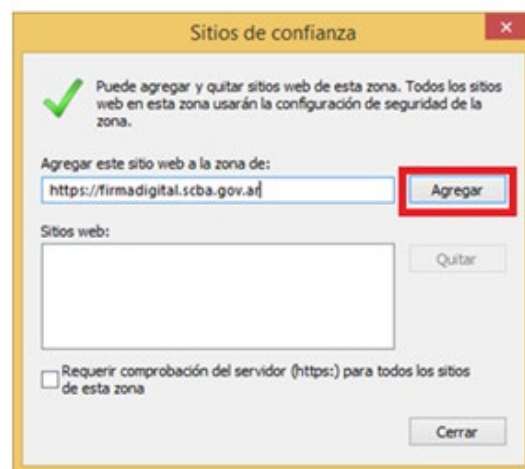 Sitios de confianza
Puede agregar y quitar sitios web de esta zona. Todos los sitios
web en esta zona usarán la configuración de seguridad de la
zona.
Agregar este sitio web a la zona de:
https://firmadigital.scba.gov.ar
Agregar
Sitios web:
Quitar
Requerir comprobación del servidor (https:) para todos los sitios
de esta zona
Cerrar